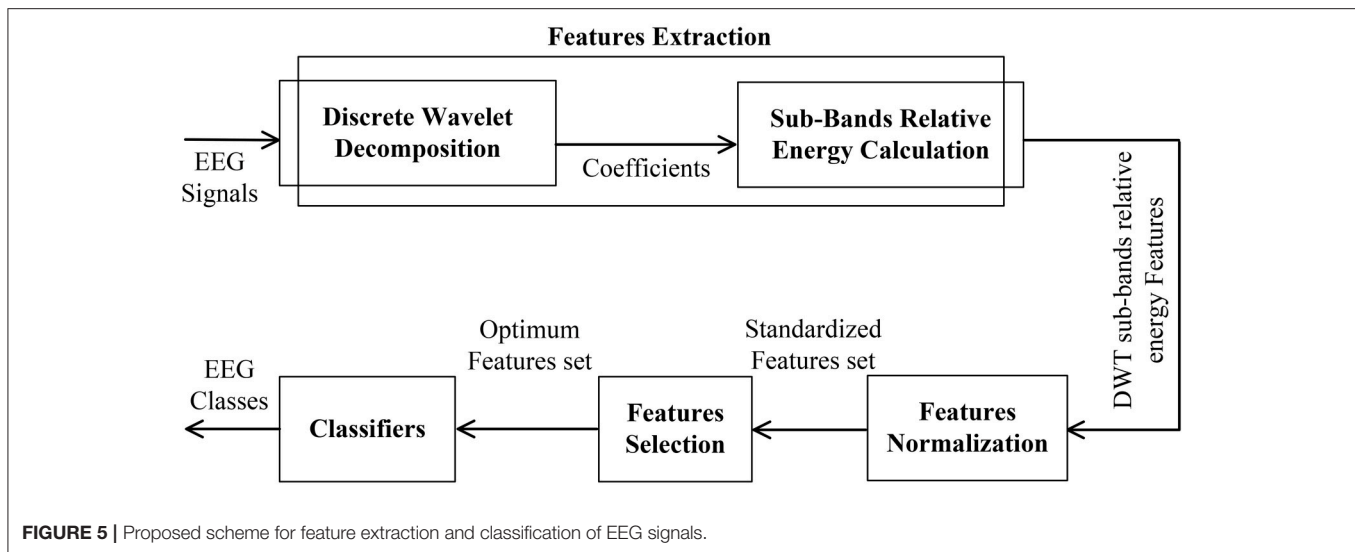 Features Extraction
Discrete Wavelet
Decomposition
Sub-Bands Relative
Energy Calculation
EEG
Signals
Coefficients
DWT sub-bands relative
energy Features
Optimum
Features set
Standardized
Features set
EEG
Classes
Classifiers
Features
Selection
Features
Normalization
FIGURE 5 | Proposed scheme for feature extraction and classification of EEG signals.